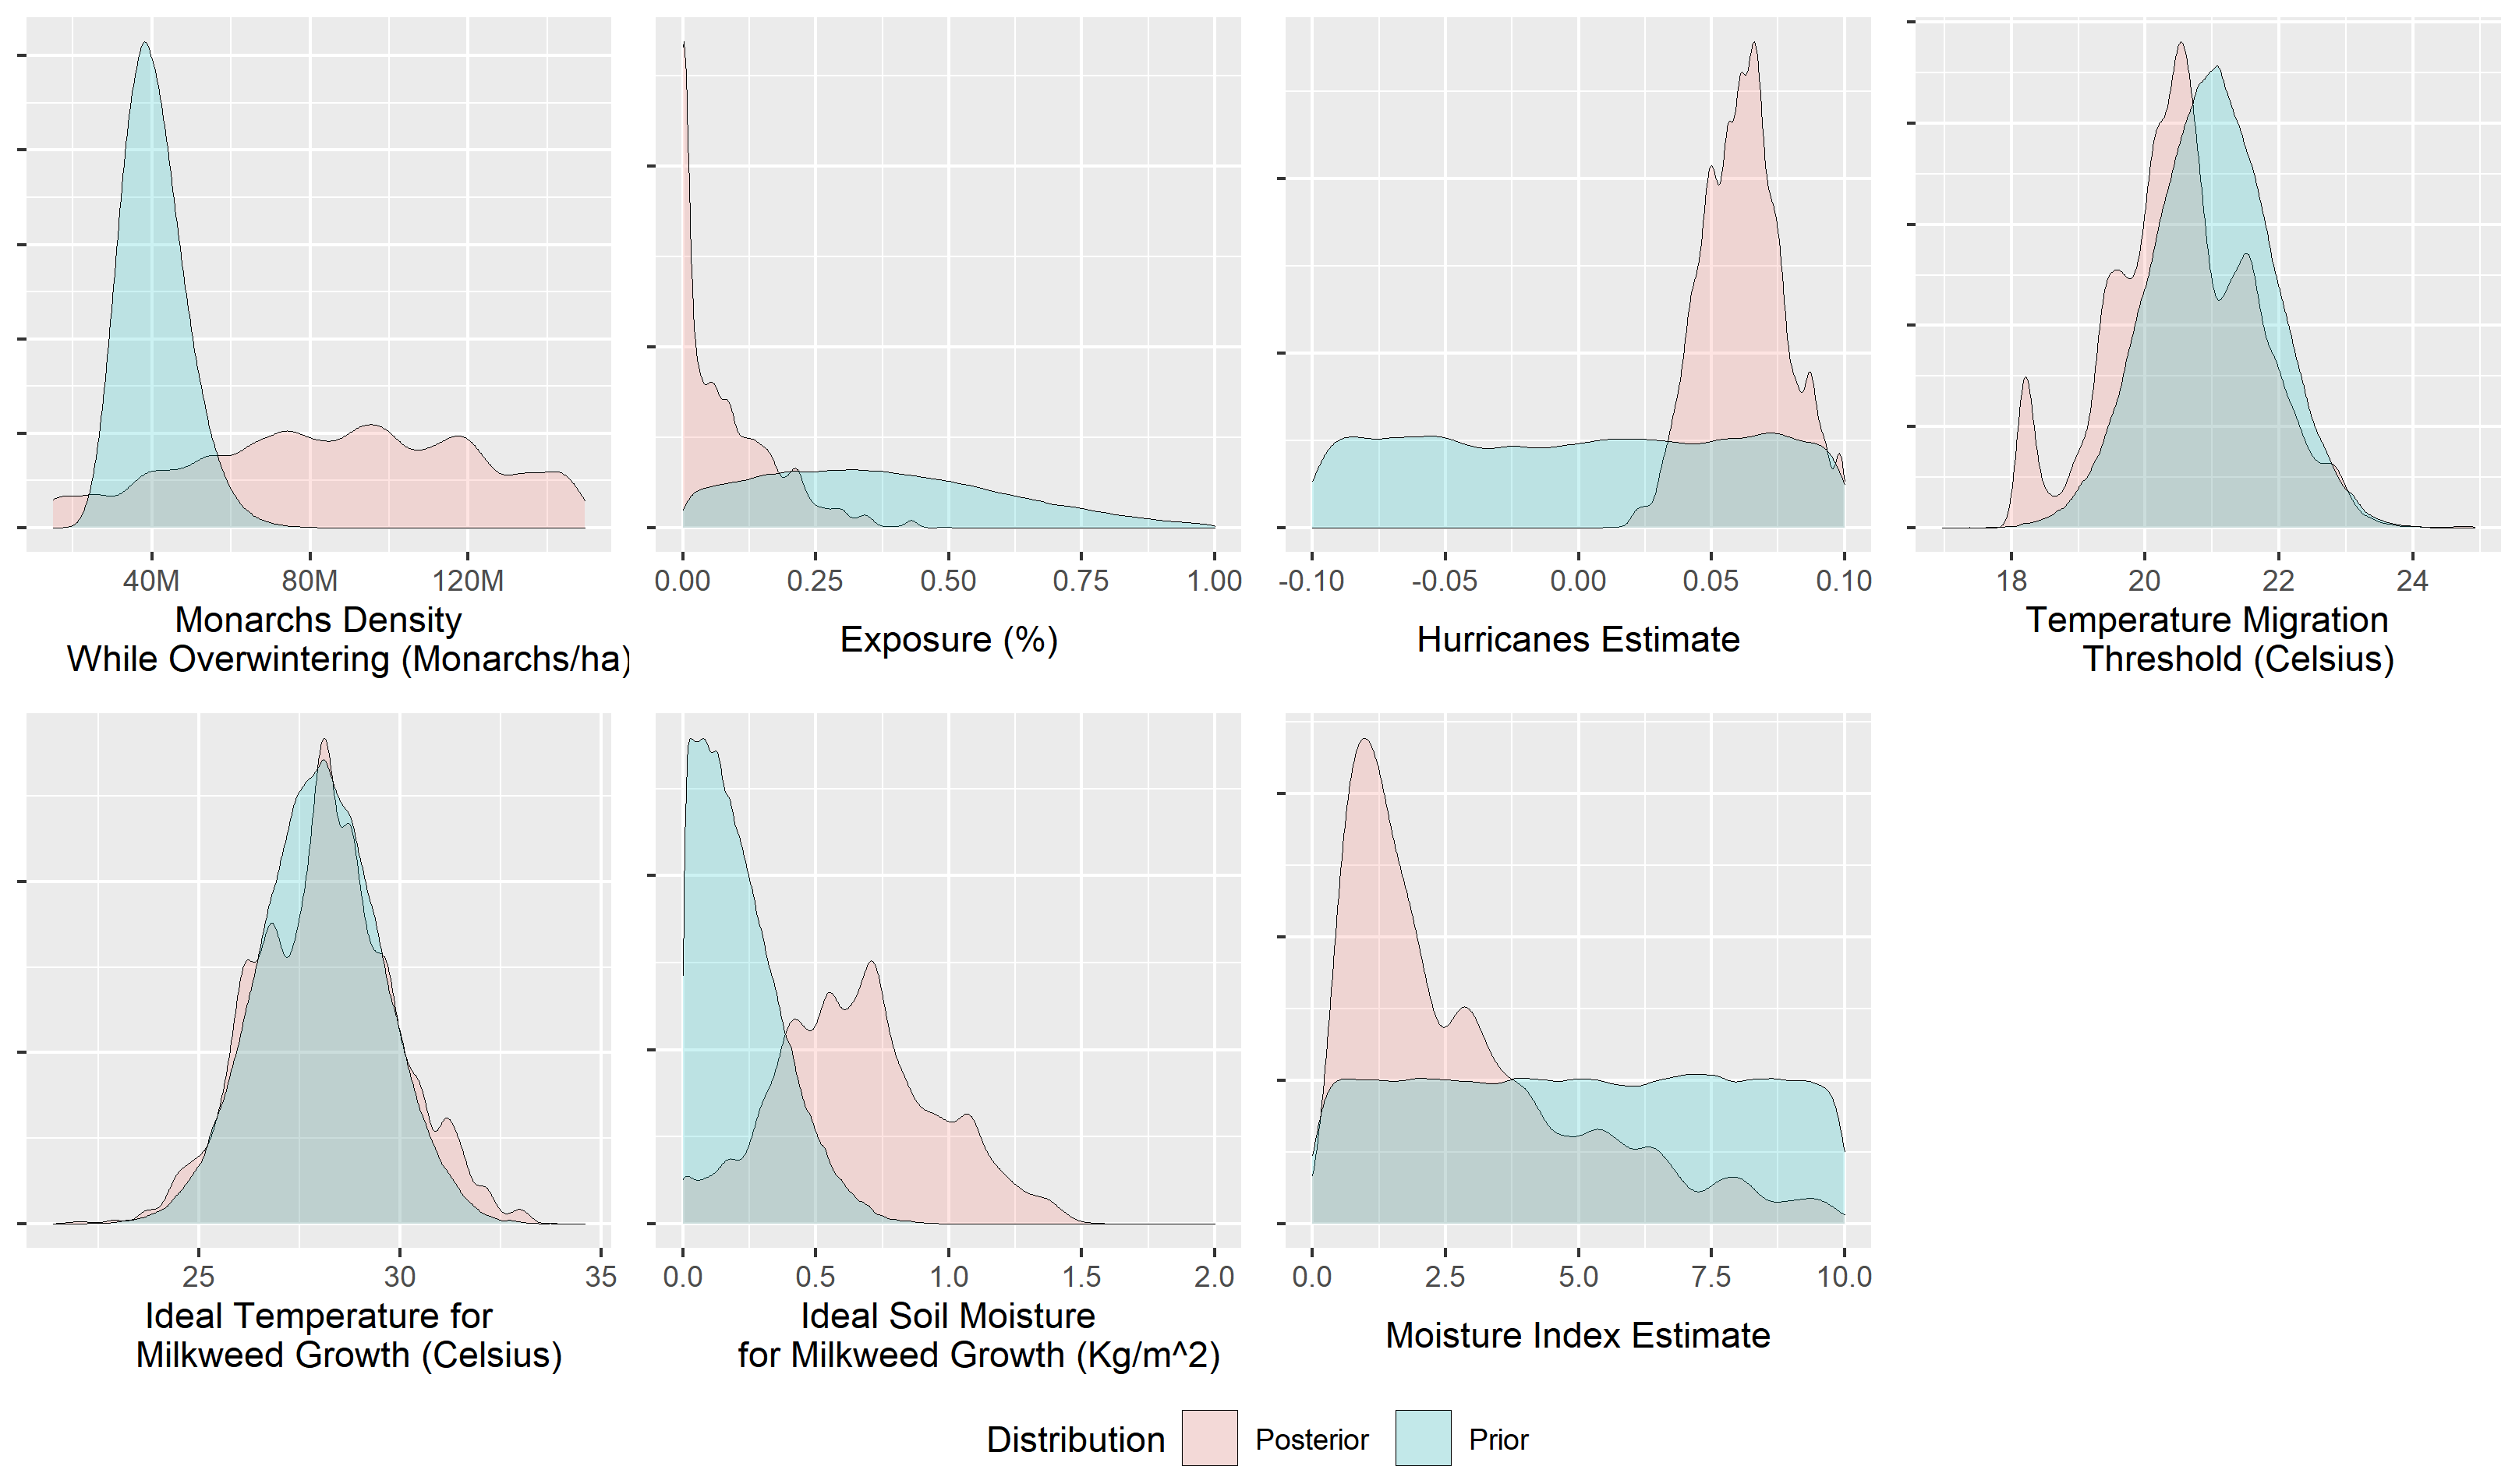 40M 80M 120M
Monarchs Density
While Overwintering (Monarchs/ha)
0.00 0.25 0.50 0.75 1.00
Exposure (%)
-0.10 -0.05 0.00 0.05 0.10
Hurricanes Estimate
18 20 22 24
Temperature Migration
Threshold (Celsius)
25 30 35
Ideal Temperature for
Milkweed Growth (Celsius)
0.0 0.5 1.0 1.5 2.0
Ideal Soil Moisture
for Milkweed Growth (Kg/m^2)
0.0 2.5 5.0 7.5 10.0
Moisture Index Estimate
Distribution Posterior Prior